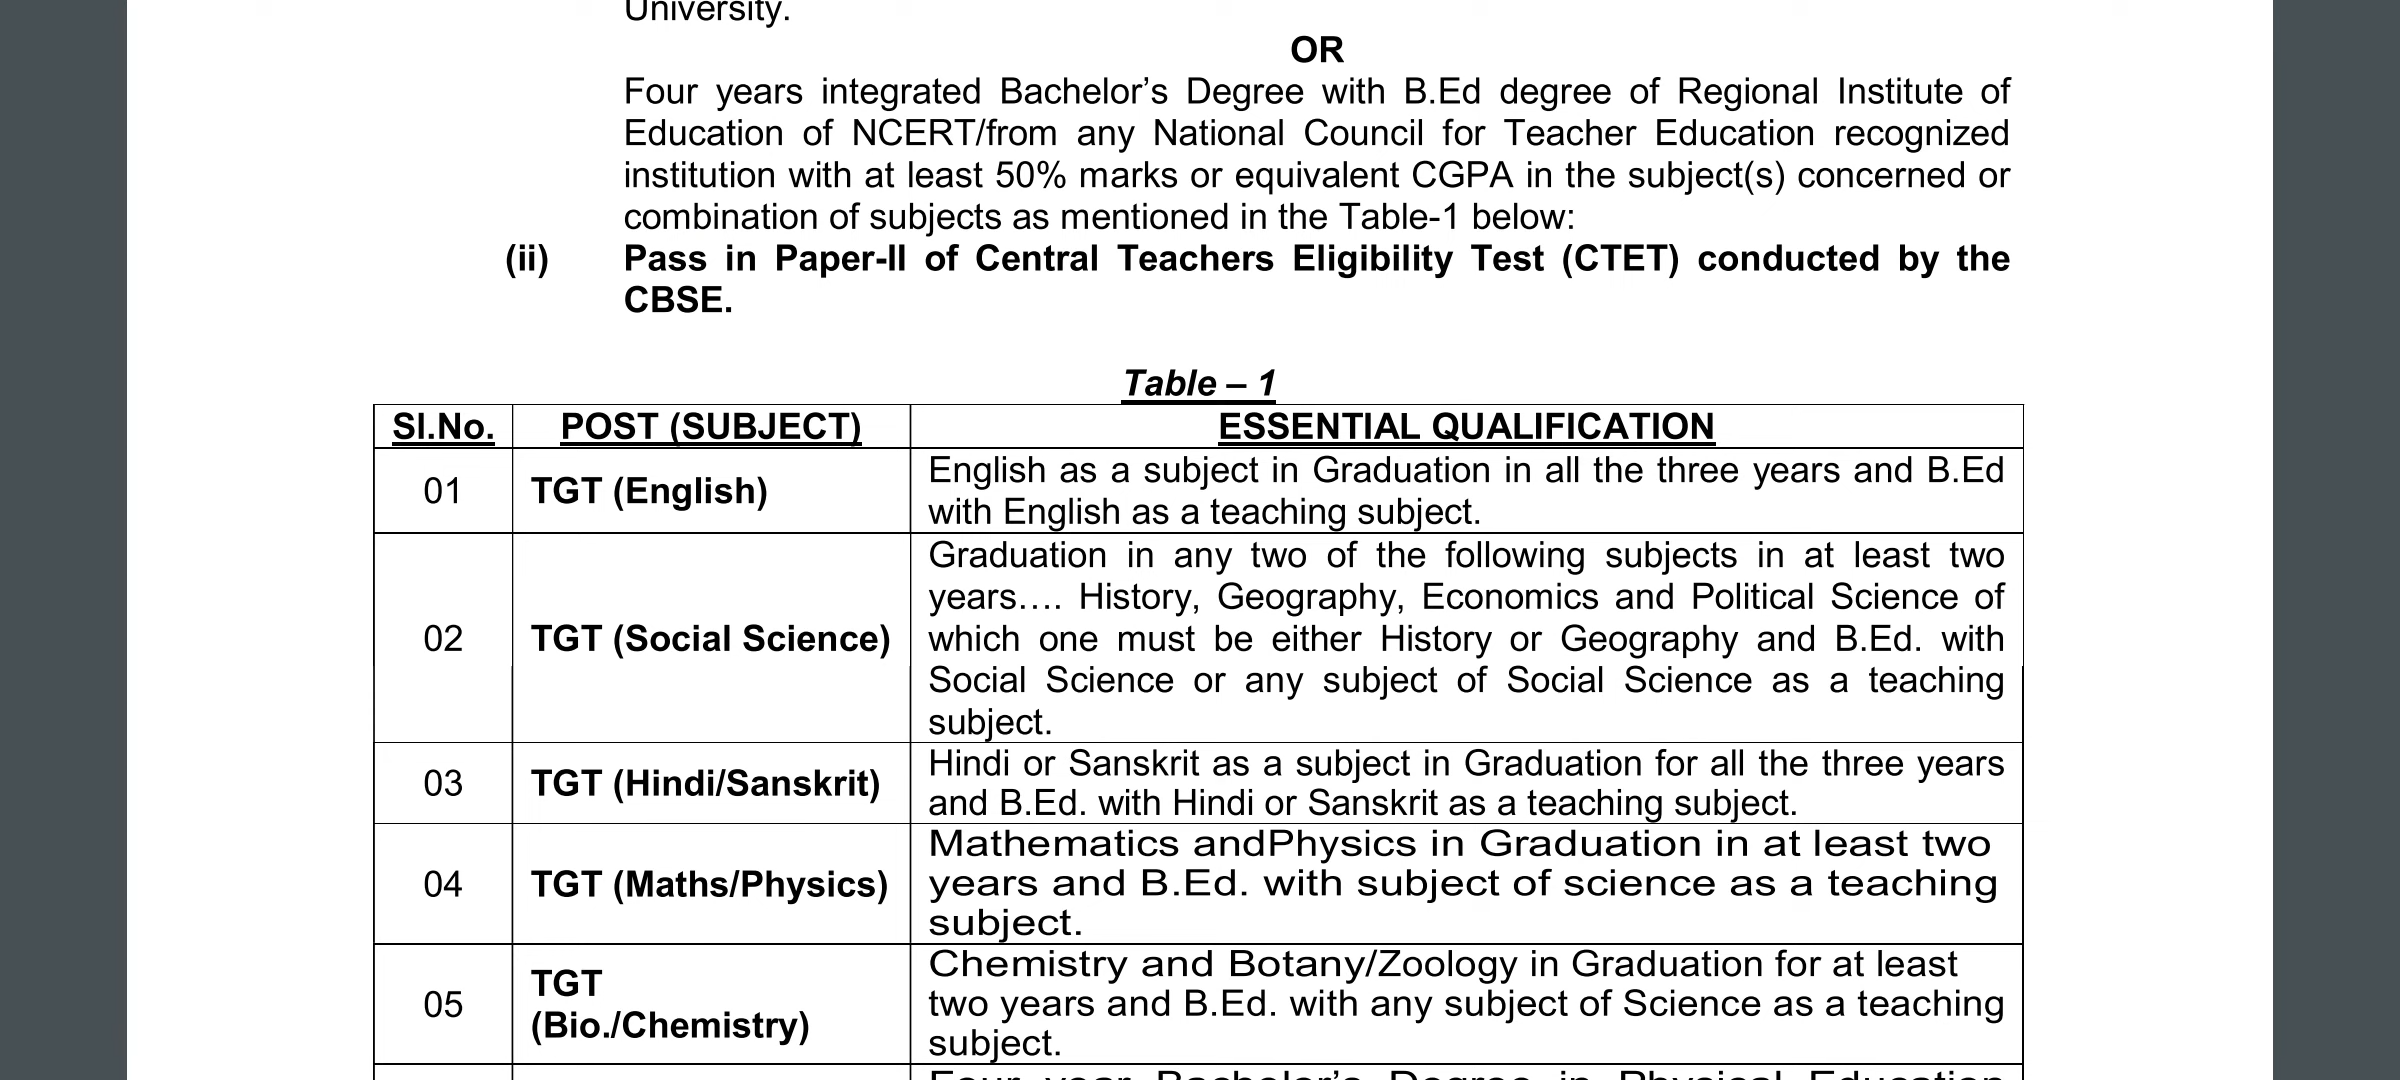 University.
OR
Four years integrated Bachelor’s Degree with B.Ed degree of Regional Institute of
Education of NCERT/from any National Council for Teacher Education recognized
institution with at least 50% marks or equivalent CGPA in the subject(s) concerned or
combination of subjects as mentioned in the Table-1 below:
(ii) Pass in Paper-II of Central Teachers Eligibility Test (CTET) conducted by the
CBSE.
Table – 1
Sl.No. POST (SUBJECT) ESSENTIAL QUALIFICATION
01 TGT (English) English as a subject in Graduation in all the three years and B.Ed
with English as a teaching subject.
02 TGT (Social Science) Graduation in any two of the following subjects in at least two
years…. History, Geography, Economics and Political Science of
which one must be either History or Geography and B.Ed. with
Social Science or any subject of Social Science as a teaching
subject.
03 TGT (Hindi/Sanskrit) Hindi or Sanskrit as a subject in Graduation for all the three years
and B.Ed. with Hindi or Sanskrit as a teaching subject.
04 TGT (Maths/Physics) Mathematics andPhysics in Graduation in at least two
years and B.Ed. with subject of science as a teaching
subject.
05 TGT
(Bio./Chemistry) Chemistry and Botany/Zoology in Graduation for at least
two years and B.Ed. with any subject of Science as a teaching
subject.
Four year Bachelor’s Degree in Physical Education